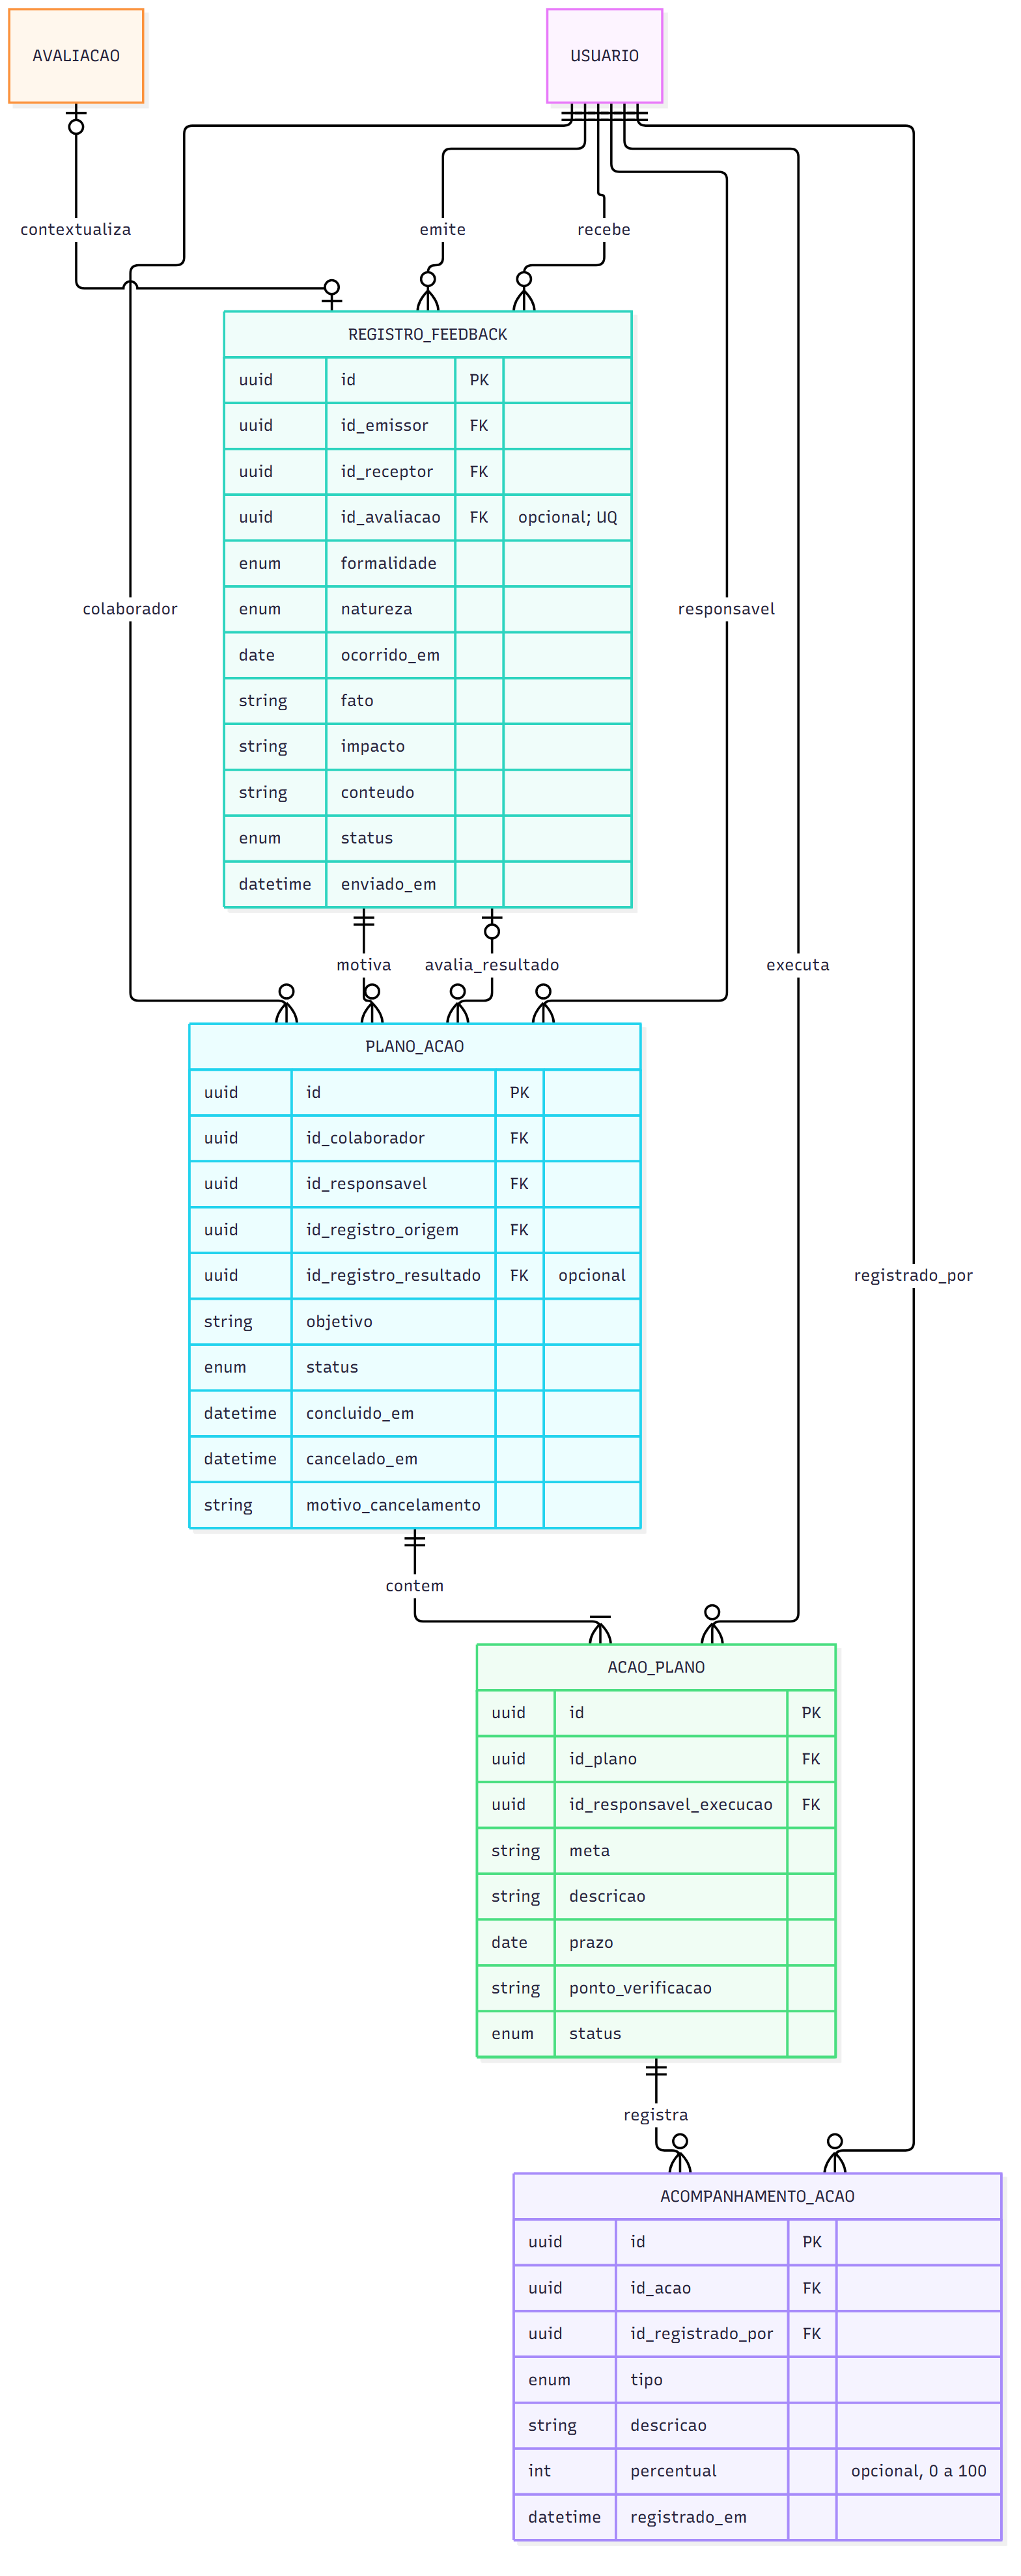 AVALIACAO
USUARIO
contextualiza
emite
recebe
REGISTRO_FEEDBACK
uuid id PK
uuid id_emissor FK
uuid id_receptor FK
uuid id_avaliacao FK opcional; UQ
enum formalidade
enum natureza
date ocorrido_em
string fato
string impacto
string conteudo
enum status
datetime enviado_em
colaborador
responsavel
motiva
avalia_resultado
executa
PLANO_ACAO
uuid id PK
uuid id_colaborador FK
uuid id_responsavel FK
uuid id_registro_origem FK
uuid id_registro_resultado FK opcional
string objetivo
enum status
datetime concluido_em
datetime cancelado_em
string motivo_cancelamento
registrado_por
contem
ACAO_PLANO
uuid id PK
uuid id_plano FK
uuid id_responsavel_execucao FK
string meta
string descricao
date prazo
string ponto_verificacao
enum status
registra
ACOMPANHAMENTO_ACAO
uuid id PK
uuid id_acao FK
uuid id_registrado_por FK
enum tipo
string descricao
int percentual opcional, 0 a 100
datetime registrado_em